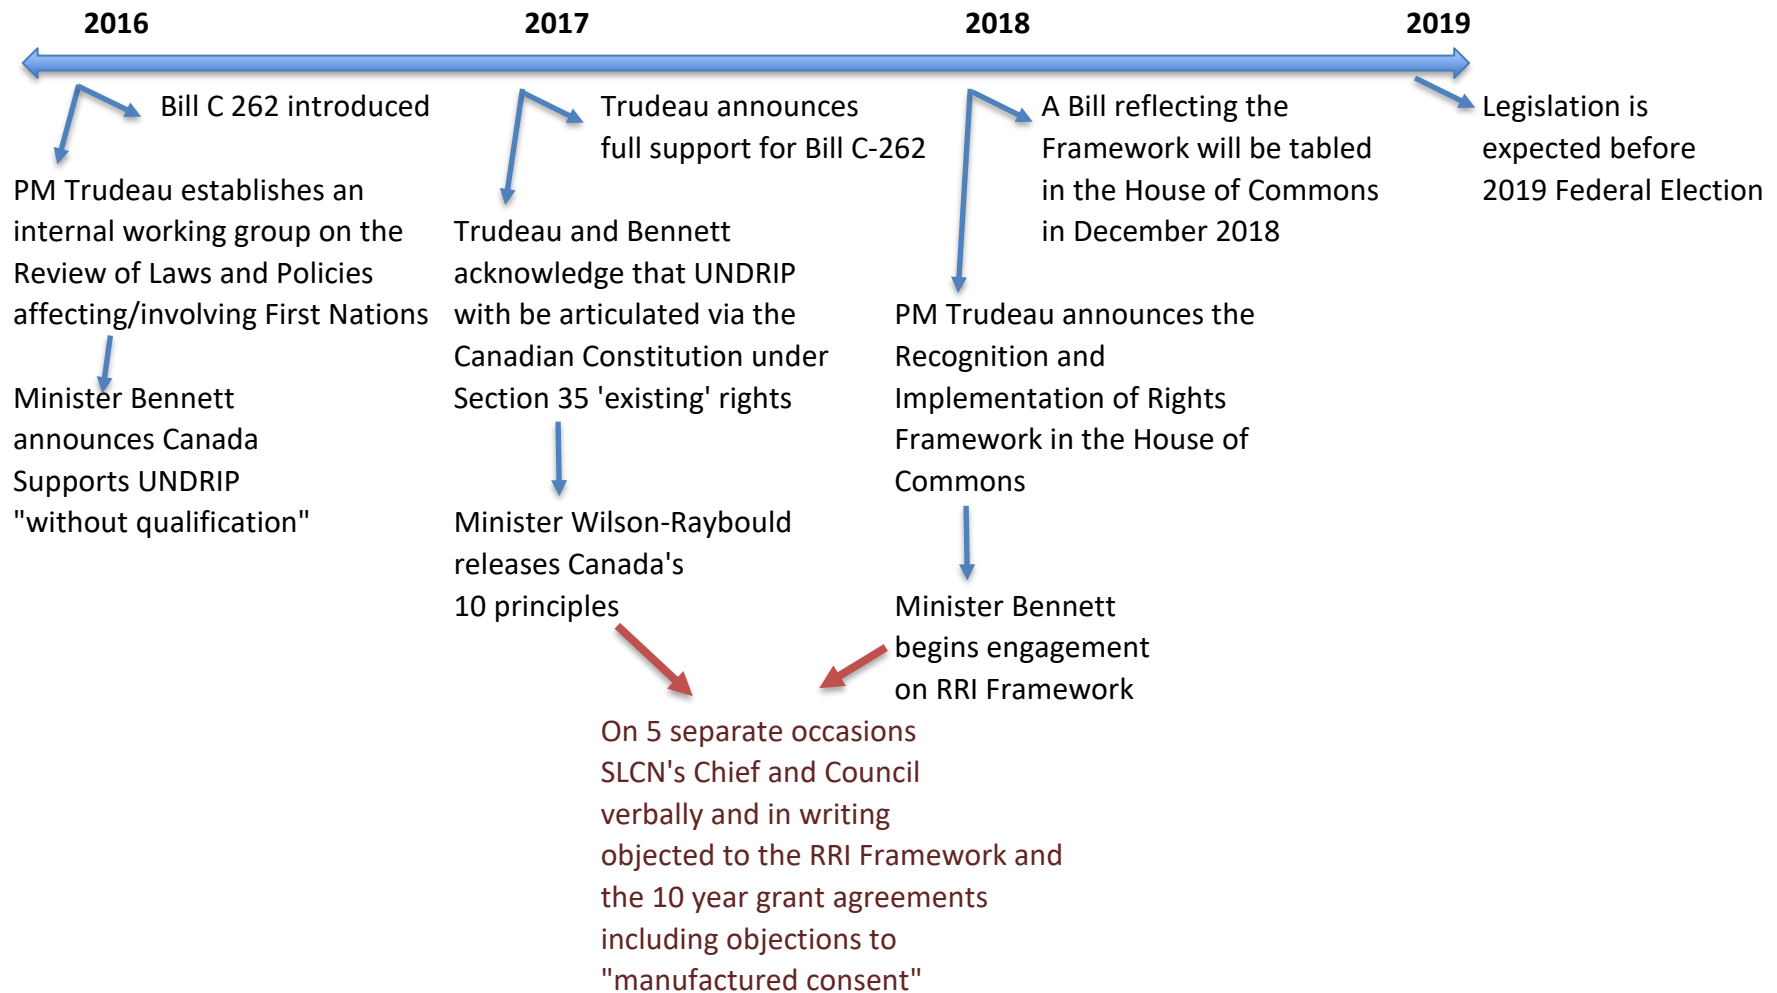 2016
2017
2018
2019
Bill C 262 introduced
PM Trudeau establishes an
internal working group on the
Review of Laws and Policies
affecting/involving First Nations
Minister Bennett
announces Canada
Supports UNDRIP
"without qualification"
Trudeau announces
full support for Bill C-262
Trudeau and Bennett
acknowledge that UNDRIP
with be articulated via the
Canadian Constitution under
Section 35 'existing' rights
Minister Wilson-Raybould
releases Canada's
10 principles
A Bill reflecting the
Framework will be tabled
in the House of Commons
in December 2018
PM Trudeau announces the
Recognition and
Implementation of Rights
Framework in the House of
Commons
Minister Bennett
begins engagement
on RRI Framework
Legislation is
expected before
2019 Federal Election
On 5 separate occasions
SLCN's Chief and Council
verbally and in writing
objected to the RRI Framework and
the 10 year grant agreements
including objections to
"manufactured consent"